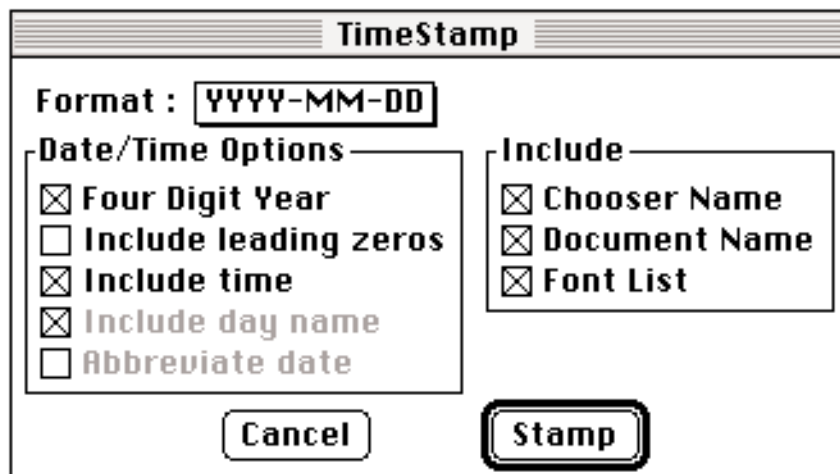 TimeStamp
Format : YYYY-MM-DD
Date/Time Options
Four Digit Year
Include leading zeros
Include time
Include day name
Abbreviate date
Include
Chooser Name
Document Name
Font List
Cancel
Stamp